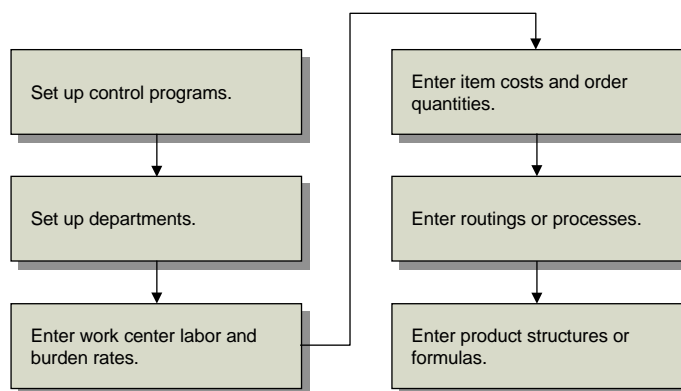 Set up control programs.
Set up departments.
Enter work center labor and
burden rates.
Enter item costs and order
quantities.
Enter routings or processes.
Enter product structures or
formulas.